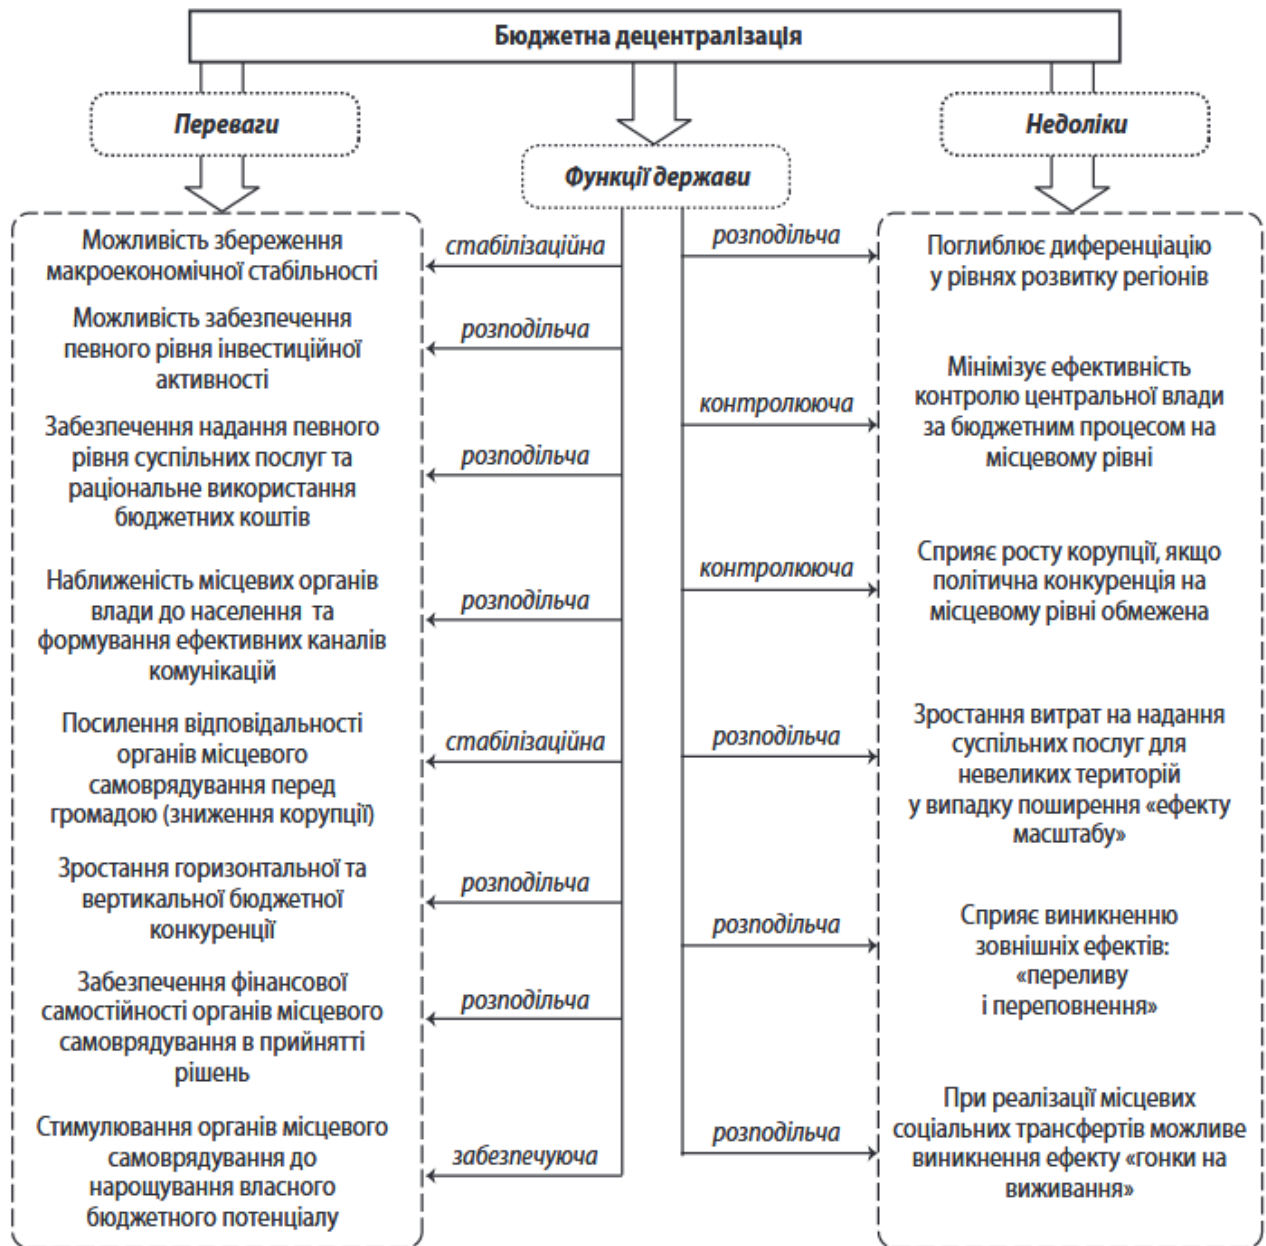 Бюджетна децентралізація
Переваги
Недоліки
Функції держави
Можливість збереження
макроекономічної стабільності
Можливість забезпечення
певного рівня інвестиційної
активності
Забезпечення надання певного
рівня суспільних послуг та
раціональне використання
бюджетних коштів
Наближеність місцевих органів
влади до населення та
формування ефективних каналів
комунікацій
Посилення відповідальності
органів місцевого
самоврядування перед
громадою (зниження корупції)
Зростання горизонтальної та
вертикальної бюджетної
конкуренції
Забезпечення фінансової
самостійності органів місцевого
самоврядування в прийнятті
рішень
Стимулювання органів місцевого
самоврядування до
нарощування власного
бюджетного потенціалу
стабілізаційна
розподільча
розподільча
розподільча
стабілізаційна
розподільча
розподільча
забезпечуюча
розподільча
контролююча
контролююча
розподільча
розподільча
розподільча
Поглиблює диференціацію
у рівнях розвитку регіонів
Мінімізує ефективність
контролю центральної влади
за бюджетним процесом на
місцевому рівні
Сприяє росту корупції, якщо
політична конкуренція на
місцевому рівні обмежена
Зростання витрат на надання
суспільних послуг для
невеликих територій
у випадку поширення «ефекту
масштабу»
Сприяє виникненню
зовнішніх ефектів:
«переливу
і переповнення»
При реалізації місцевих
соціальних трансфертів можливе
виникнення ефекту «гонки на
виживання»